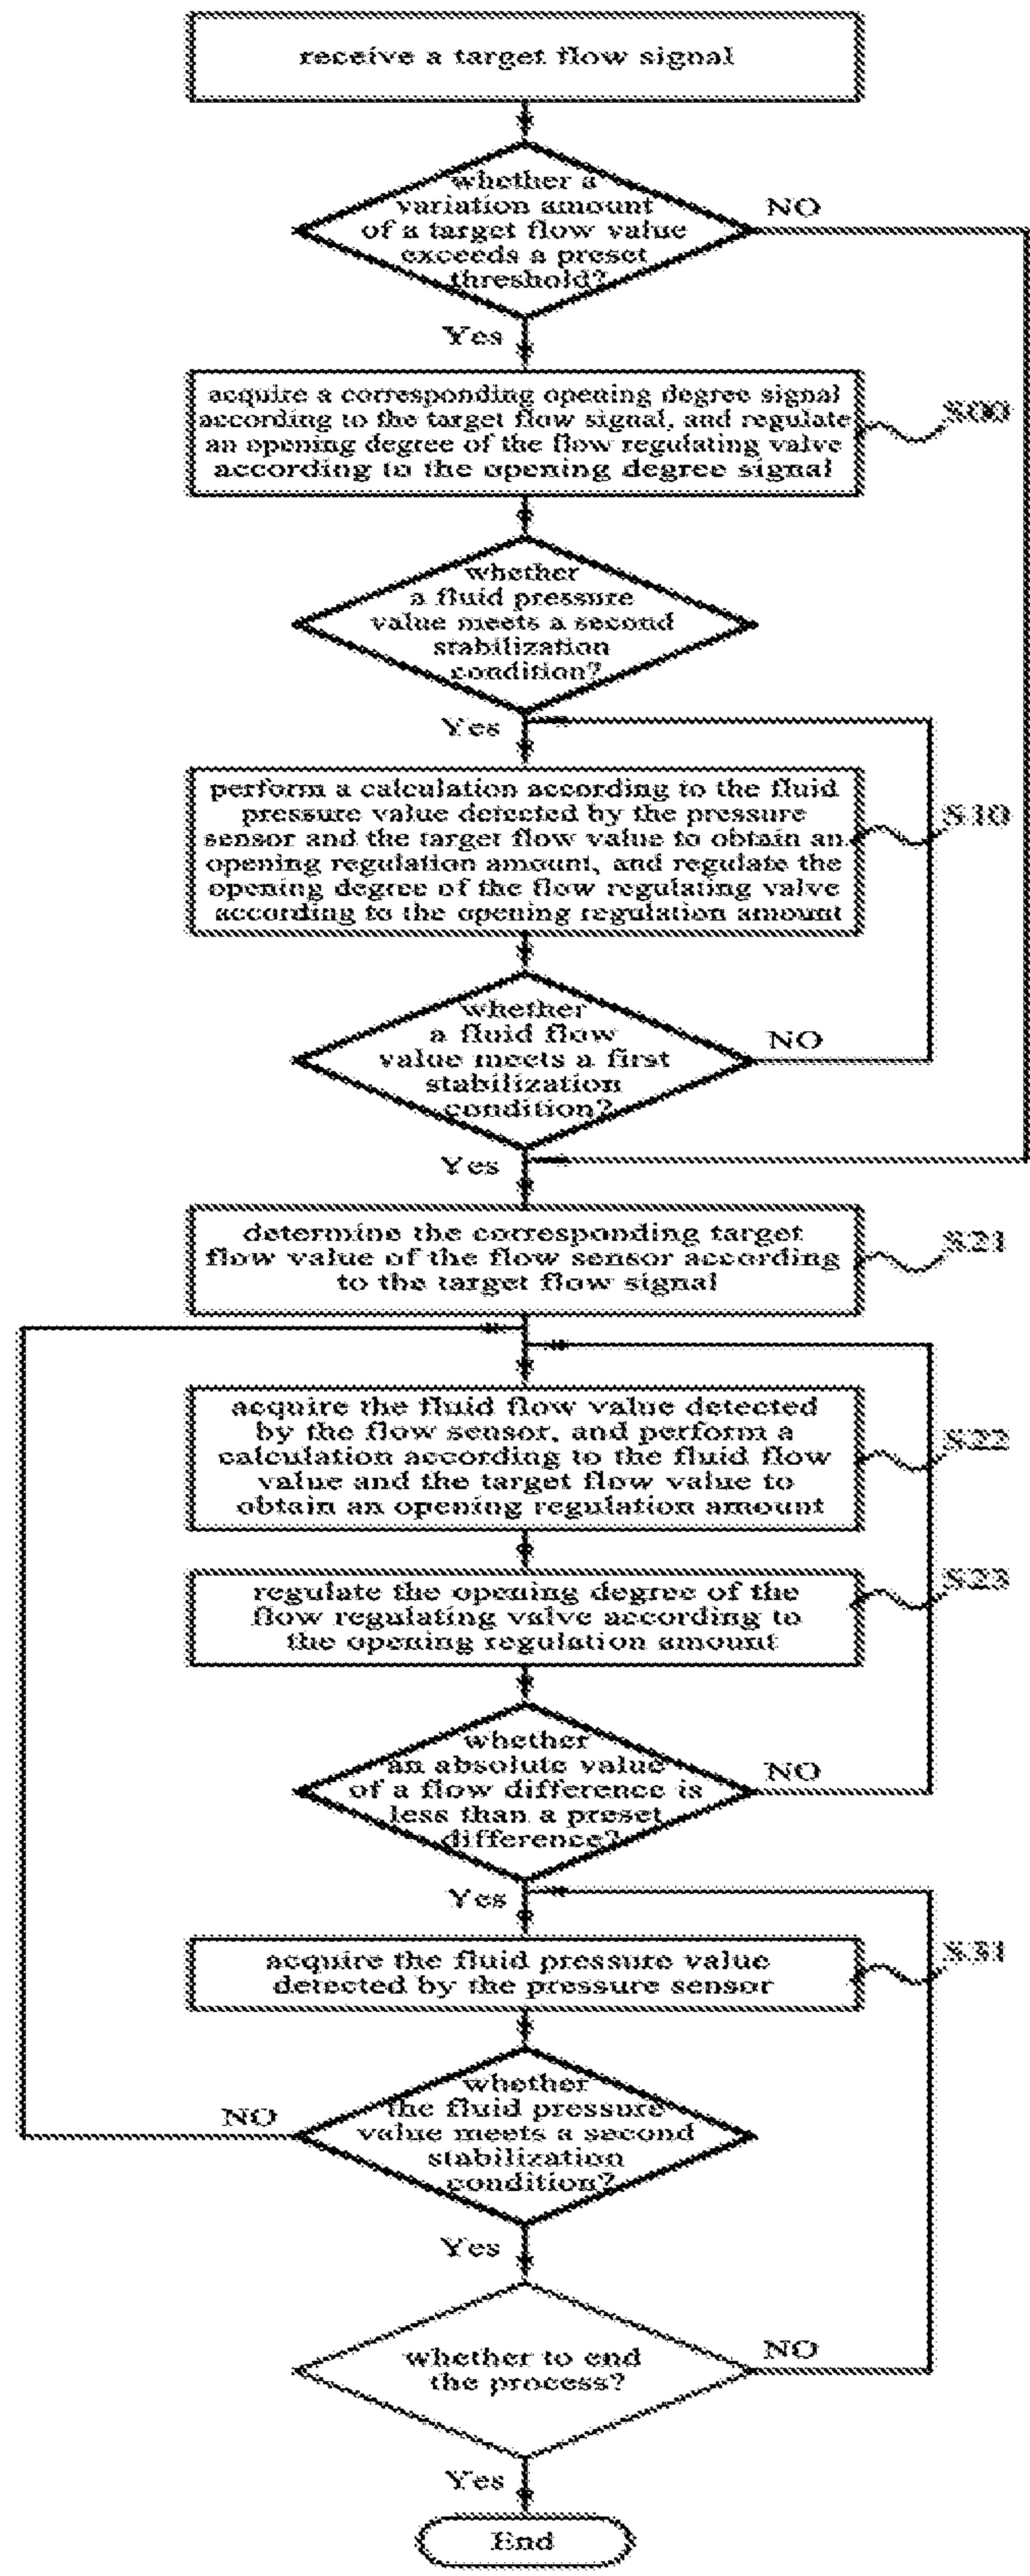 receive a target flow signal
whether a
variation amount
of a target flow value
exceeds a preset
threshold?
NO
Yes
acquire a corresponding opening degree signal
according to the target flow signal, and regulate
an opening degree of the flow regulating valve
according to the opening degree signal
S00
whether
a fluid pressure
value meets a second
stabilization
condition?
Yes
perform a calculation according to the fluid
pressure value detected by the pressure
sensor and the target flow value to obtain an
opening regulation amount, and regulate the
opening degree of the flow regulating valve
according to the opening regulation amount
S10
whether
a fluid flow
value meets a first
stabilization
condition?
NO
Yes
determine the corresponding target
flow value of the flow sensor according
to the target flow signal
S21
acquire the fluid flow value detected
by the flow sensor, and perform a
calculation according to the fluid flow
value and the target flow value to
obtain an opening regulation amount
S22
regulate the opening degree of the
flow regulating valve according to
the opening regulation amount
S23
whether
an absolute value
of a flow difference is
less than a preset
difference?
NO
Yes
acquire the fluid pressure value
detected by the pressure sensor
S31
whether
the fluid pressure
value meets a second
stabilization
condition?
NO
Yes
whether to end
the process?
NO
Yes
End